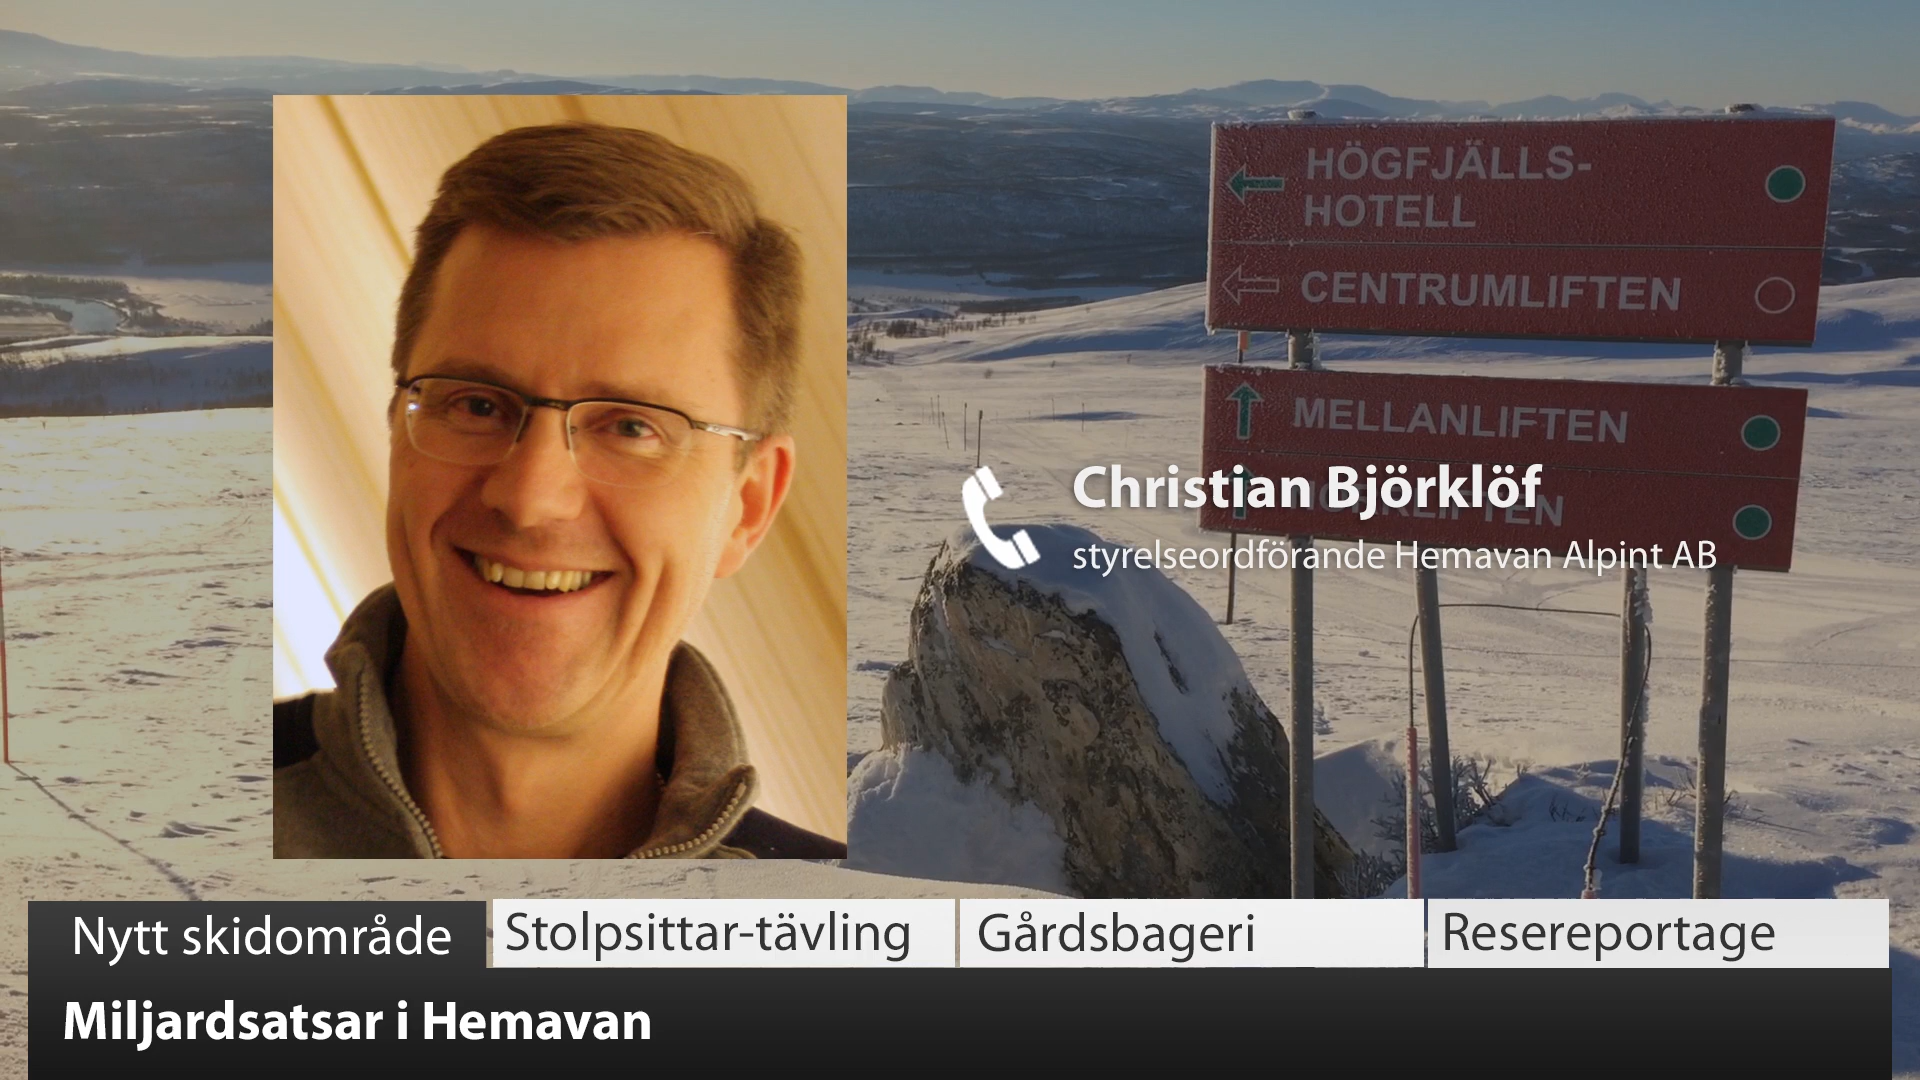 HÖGFJÄLLS-
HOTELL
CENTRUMLIFTEN
MELLANLIFTEN
Christian Björklöf
styrelseordförande Hemavan Alpint AB
Nytt skidområde
Stolpsittar-tävling
Gårdsbageri
Resereportage
Miljardsatsar i Hemavan